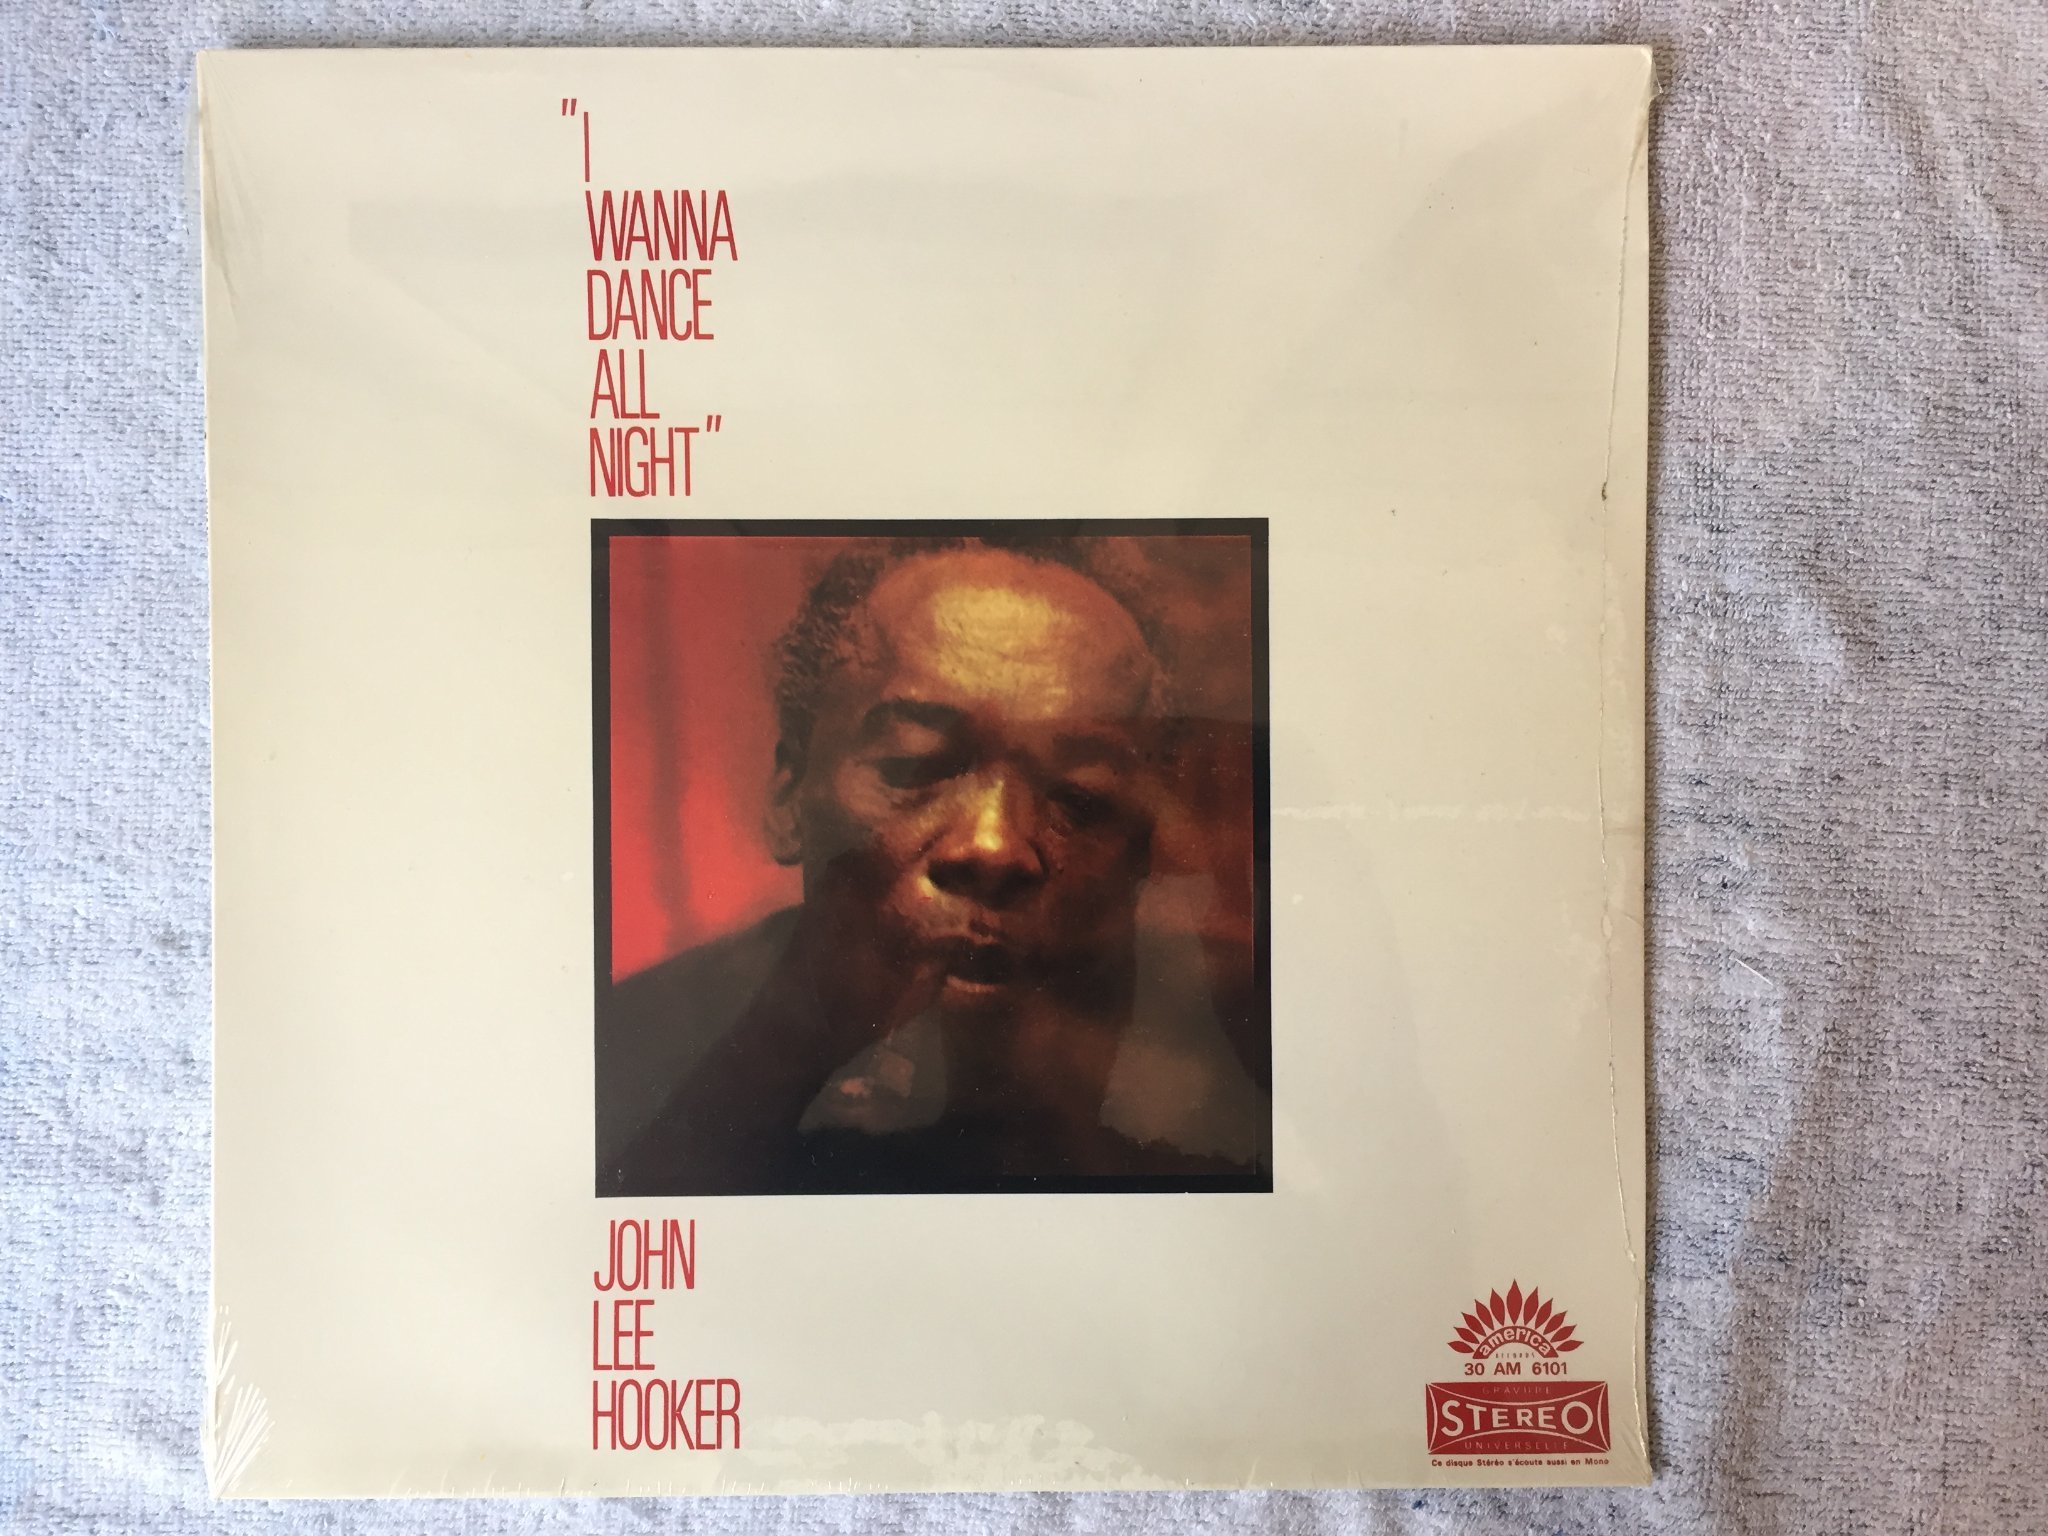 "I
WANNA
DANCE
ALL
NIGHT"
JOHN
LEE
HOOKER
america
RECORDS
30 AM 6101
GRAVURE
STEREO
UNIVERSELLE
Ce disque Stéréo s'écoute aussi en Mono